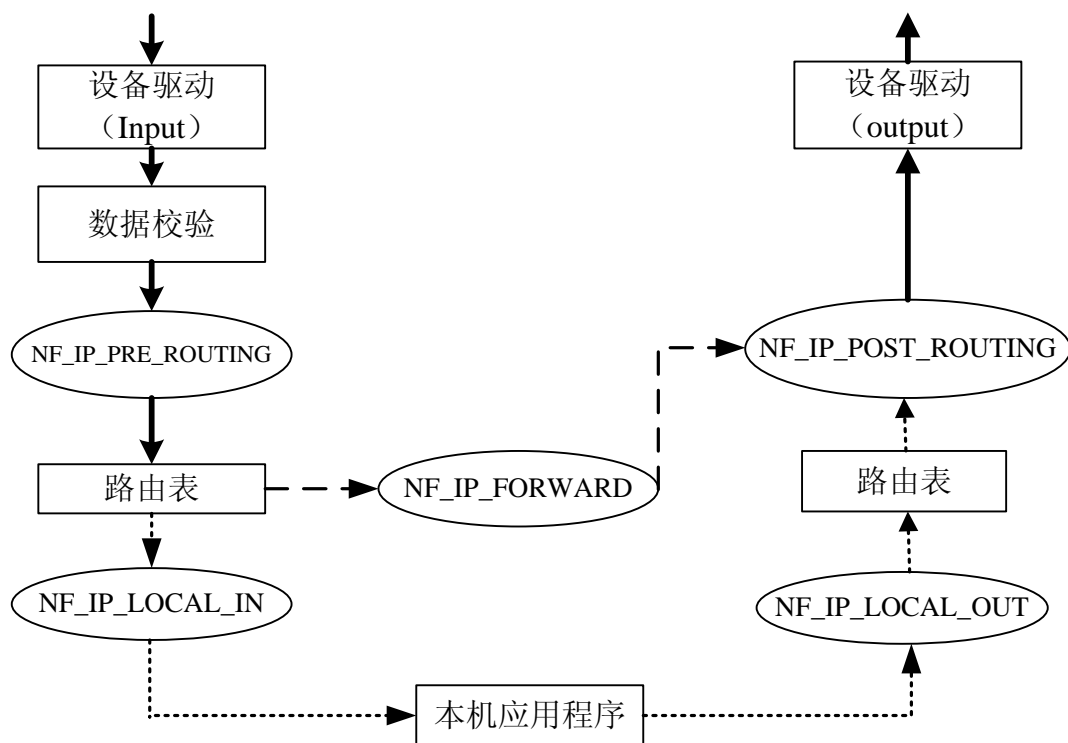 设备驱动
（Input）
数据校验
NF_IP_PRE_ROUTING
路由表
NF_IP_LOCAL_IN
NF_IP_FORWARD
本机应用程序
设备驱动
（output）
NF_IP_POST_ROUTING
路由表
NF_IP_LOCAL_OUT